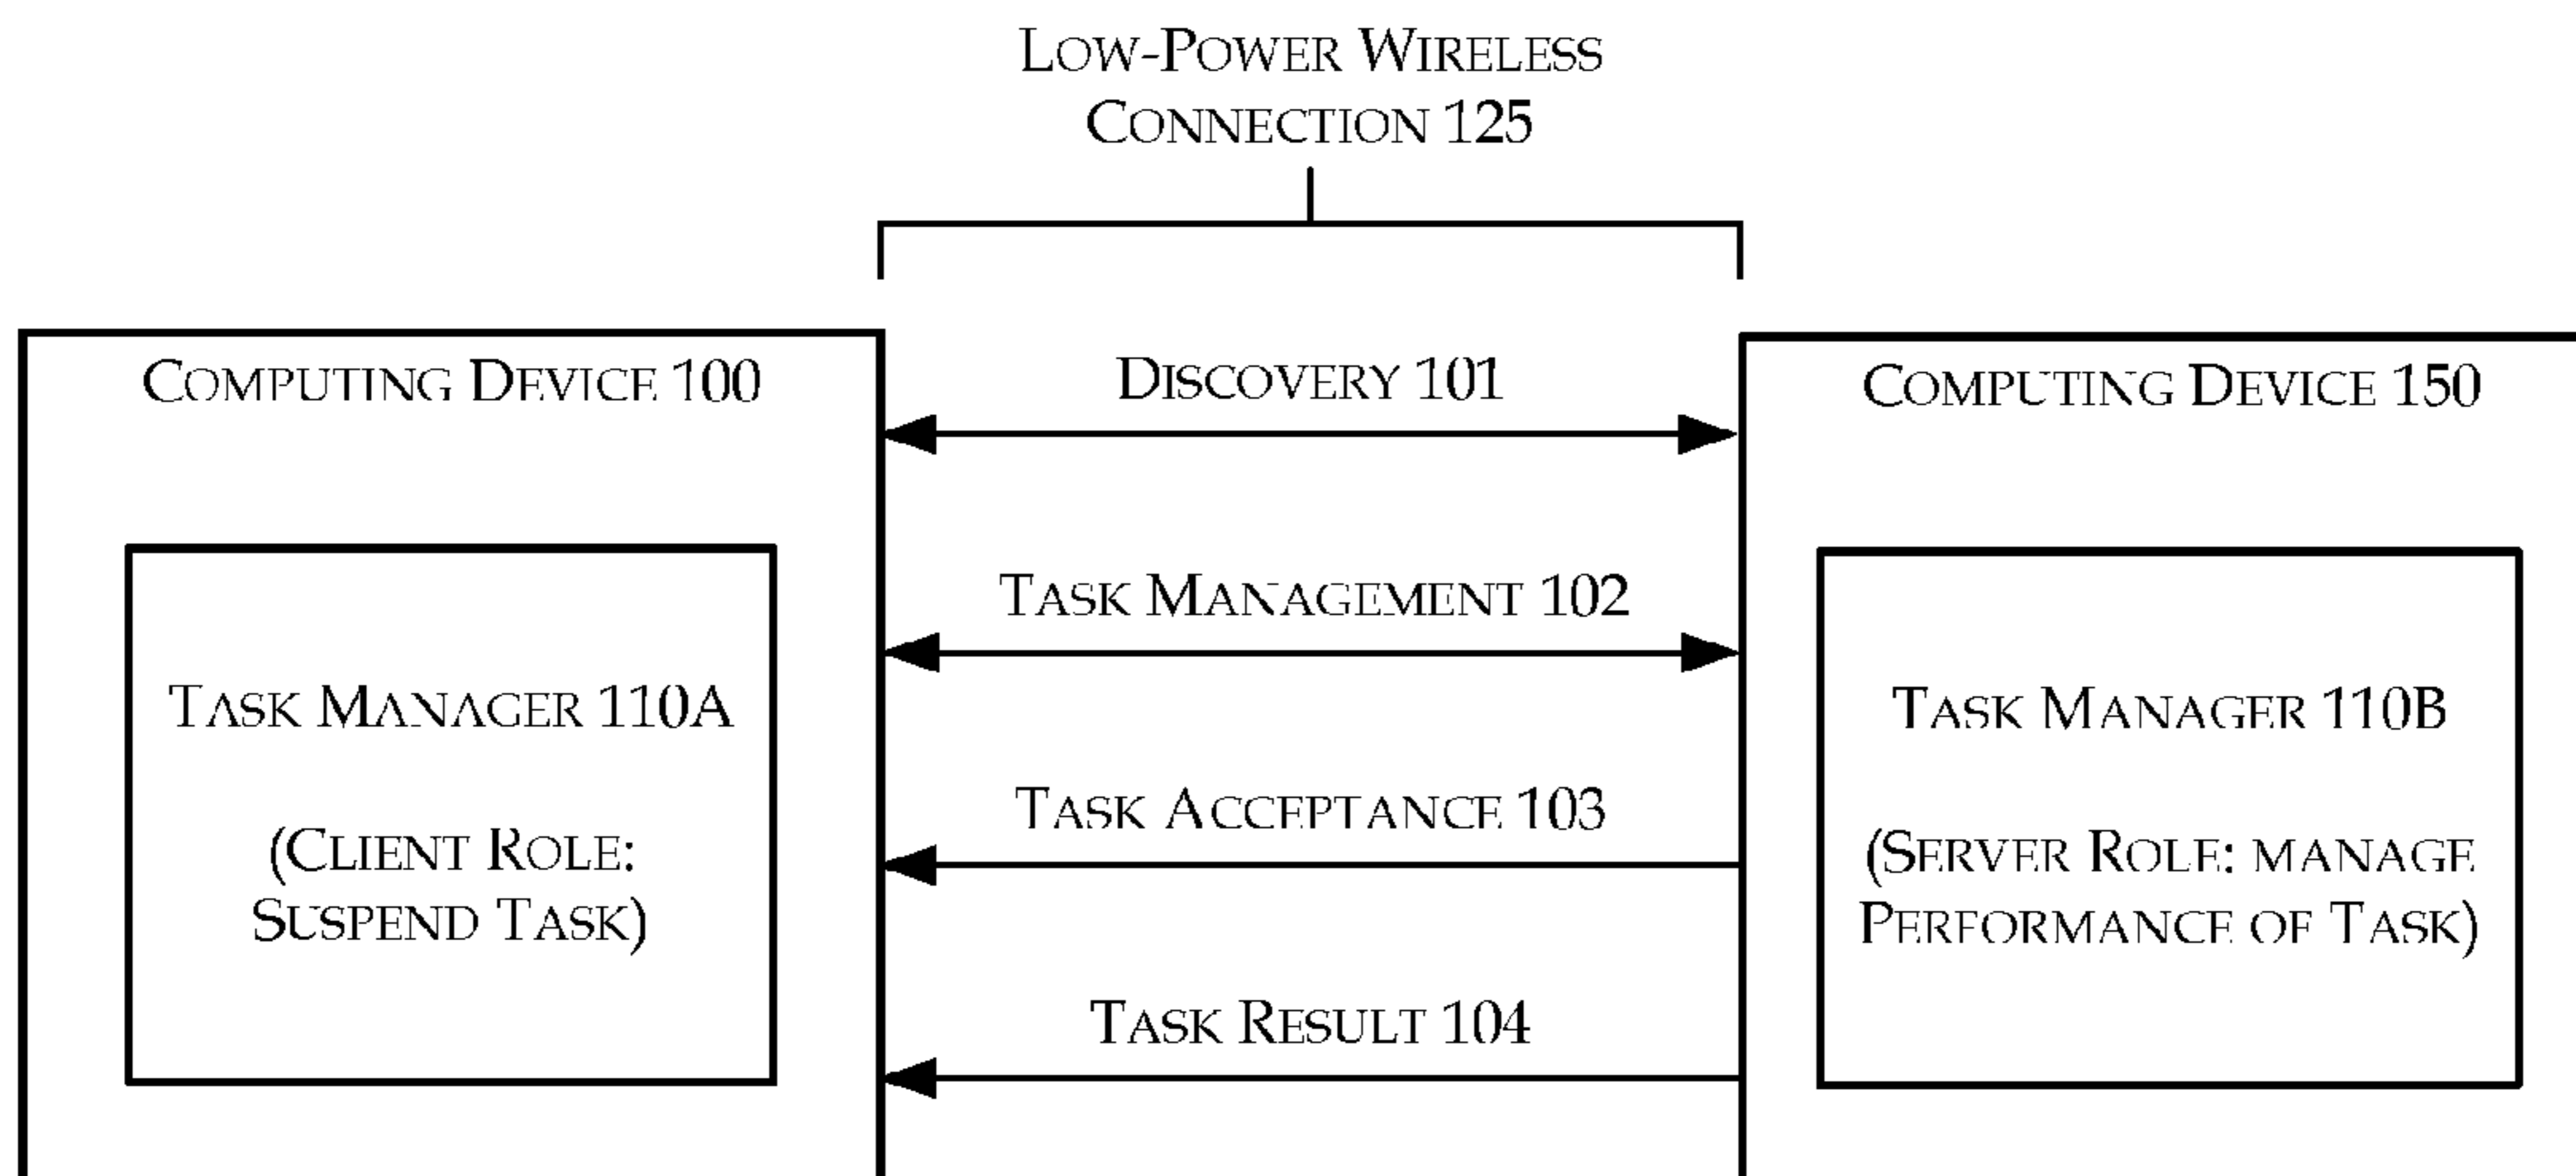 LOW-POWER WIRELESS
CONNECTION 125
COMPUTING DEVICE 100
DISCOVERY 101
COMPUTING DEVICE 150
TASK MANAGEMENT 102
TASK MANAGER 110A
TASK MANAGER 110B
TASK ACCEPTANCE 103
(CLIENT ROLE:
SUSPEND TASK)
(SERVER ROLE: MANAGE
PERFORMANCE OF TASK)
TASK RESULT 104